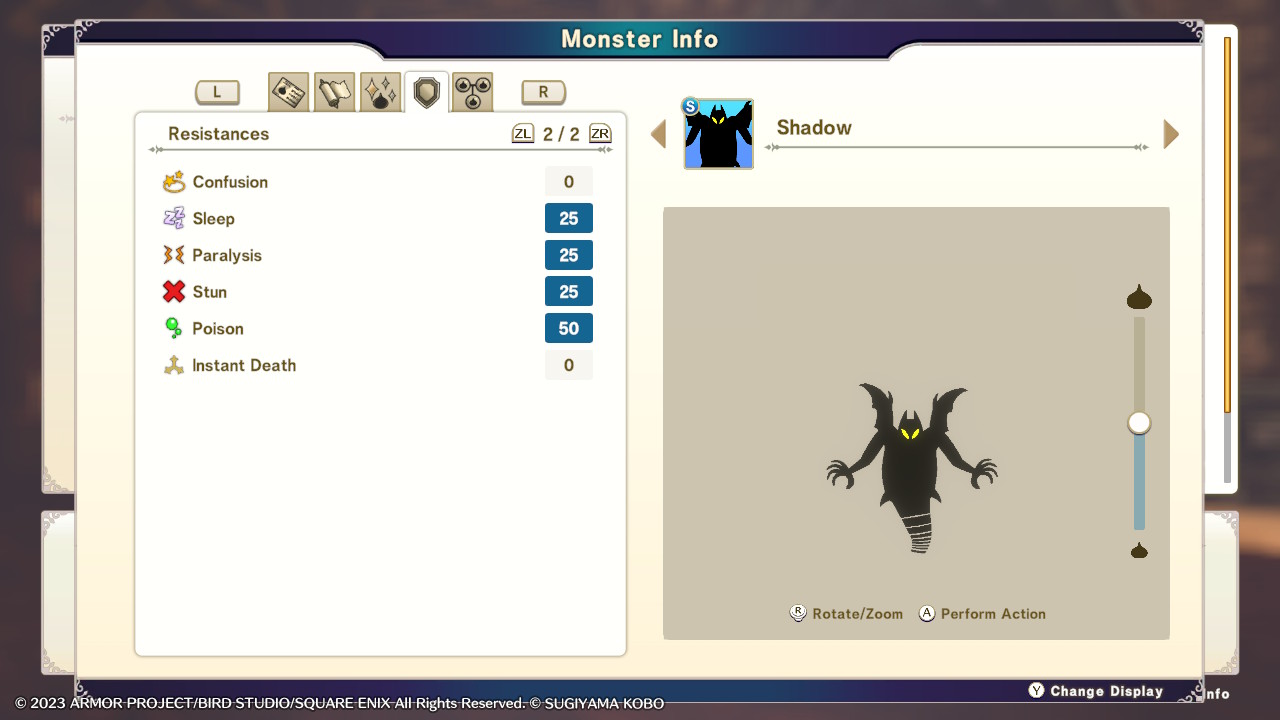 Monster Info
L
R
Resistances
ZL 2 / 2 ZR
S
Shadow
Confusion 0
Sleep 25
Paralysis 25
Stun 25
Poison 50
Instant Death 0
R Rotate/Zoom A Perform Action
Y Change Display
nfo
© 2023 ARMOR PROJECT/BIRD STUDIO/SQUARE ENIX All Rights Reserved. © SUGIYAMA KOBO